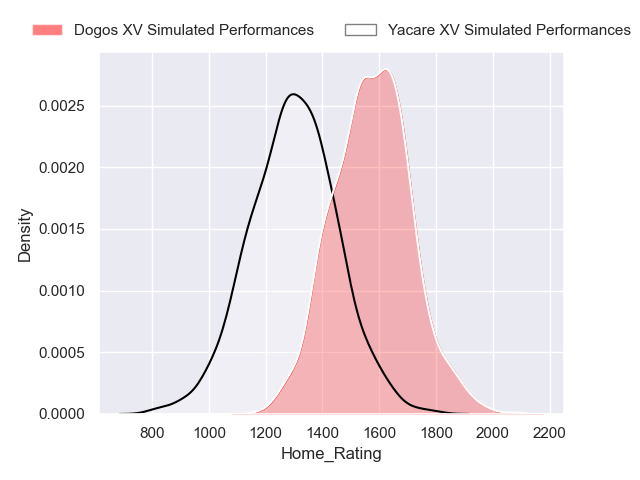 Dogos XV Simulated Performances
Yacare XV Simulated Performances
0.0025
0.0020
0.0015
0.0010
0.0005
0.0000
Density
800 1000 1200 1400 1600 1800 2000 2200
Home_Rating